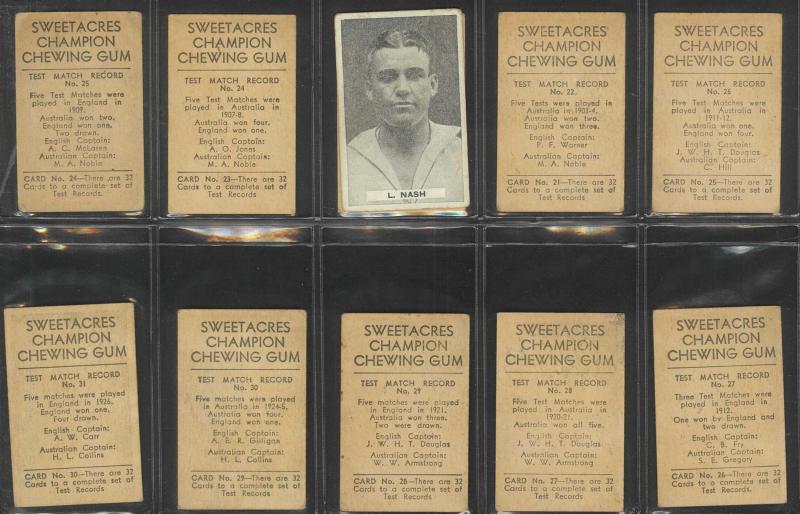 SWEETACRES
CHAMPION
CHEWING GUM
TEST MATCH RECORD
No. 25
Five Test Matches were
played in England in
1909.
Australia won two.
England won one.
Two drawn.
English Captain:
A. C. McLaren
Australian Captain:
M. A. Noble
CARD No. 24—There are 32
Cards to a complete set of
Test Records.
SWEETACRES
CHAMPION
CHEWING GUM
TEST MATCH RECORD
No. 24
Five Test Matches were
played in Australia in
1907-8.
Australia won four,
England won one.
English Captain:
A. O. Jones
Australian Captain:
M. A. Noble
CARD No. 23—There are 32
Cards to a complete set of
Test Records.
L. NASH
SWEETACRES
CHAMPION
CHEWING GUM
TEST MATCH RECORD
No. 22.
Five Tests were played in
Australia in 1903-4.
Australia won two,
England won three.
English Captain:
P. F. Warner
Australian Captain:
M. A. Noble
CARD No. 21—There are 32
Cards to a complete set of
Test Records.
SWEETACRES
CHAMPION
CHEWING GUM
TEST MATCH RECORD
No. 26
Five Test Matches were
played in Australia in
1911-12.
Australia won one,
England won four.
English Captain:
J. W. H. T. Douglas
Australian Captain:
C. Hill
CARD No. 25—There are 32
Cards to a complete set of
Test Records.
SWEETACRES
CHAMPION
CHEWING GUM
TEST MATCH RECORD
No. 31
Five matches were played
in England in 1926.
England won one.
Four drawn.
English Captain:
A. W. Carr
Australian Captain:
H. L. Collins
CARD No. 30—There are 32
Cards to a complete set of
Test Records
SWEETACRES
CHAMPION
CHEWING GUM
TEST MATCH RECORD
No. 30
Five matches were played
in Australia in 1924-5.
Australia won four,
England won one.
English Captain:
A. E. R. Gilligan
Australian Captain:
H. L. Collins
CARD No. 29—There are 32
Cards to a complete set of
Test Records
SWEETACRES
CHAMPION
CHEWING GUM
TEST MATCH RECORD
No. 29
Five matches were played
in England in 1921.
Australia won three.
Two were drawn.
English Captain:
J. W. H. T. Douglas
Australian Captain:
W. W. Armstrong
CARD No. 28—There are 32
Cards to a complete set of
Test Records
SWEETACRES
CHAMPION
CHEWING GUM
TEST MATCH RECORD
No. 28
Five Test Matches were
played in Australia in
1920-21.
Australia won all five.
English Captain:
J. W. H. T. Douglas
Australian Captain:
W. W. Armstrong
CARD No. 27—There are 32
Cards to a complete set of
Test Records
SWEETACRES
CHAMPION
CHEWING GUM
TEST MATCH RECORD
No. 27
Three Test Matches were
played in England in
1912.
One won by England and
two drawn.
English Captain:
C. B. Fry
Australian Captain:
S. E. Gregory
CARD No. 26—There are 32
Cards to a complete set of
Test Records